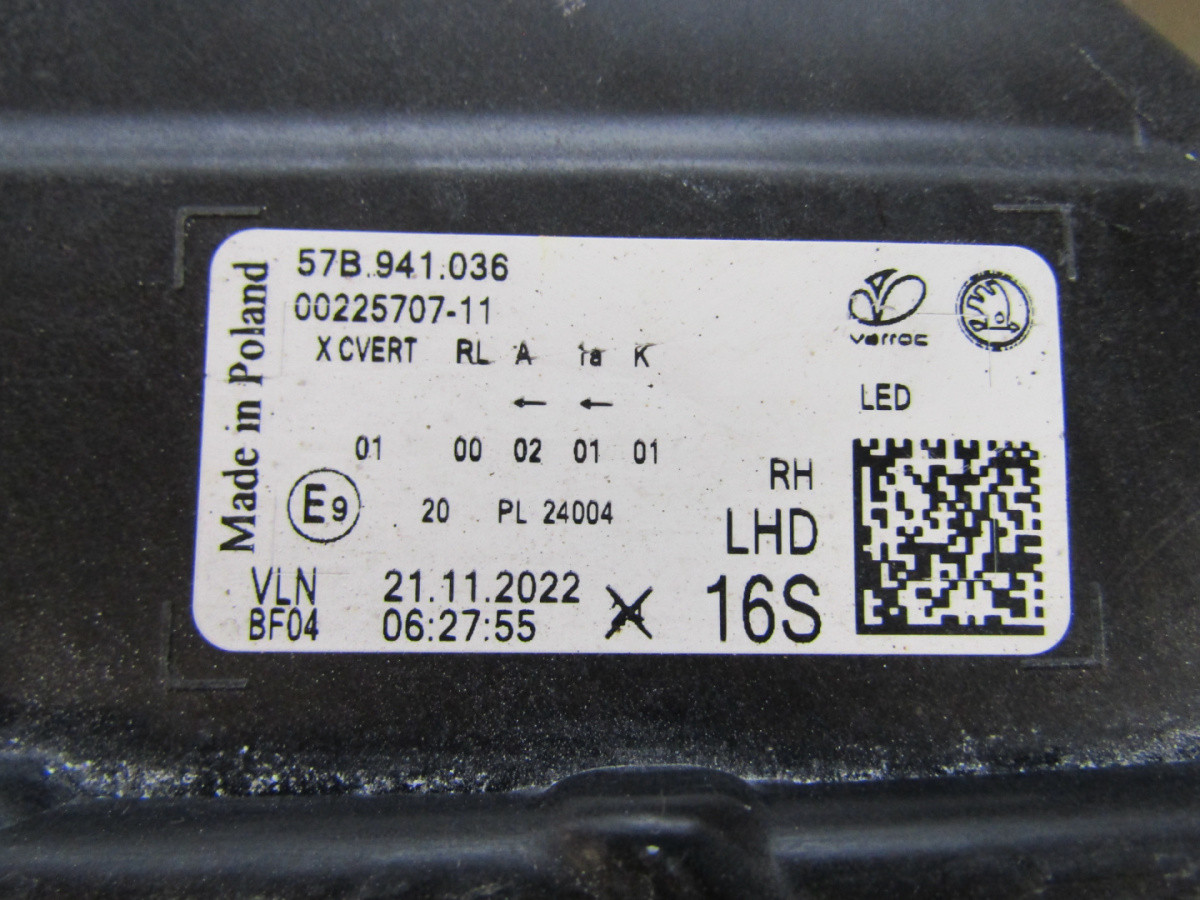 Made in Poland
57B.941.036
00225707-11
X CVERT RL A 1a K
← ←
01 00 02 01 01
E9 20 PL 24004
VLN 21.11.2022
BF04 06:27:55
varroc
LED
RH
LHD
16S